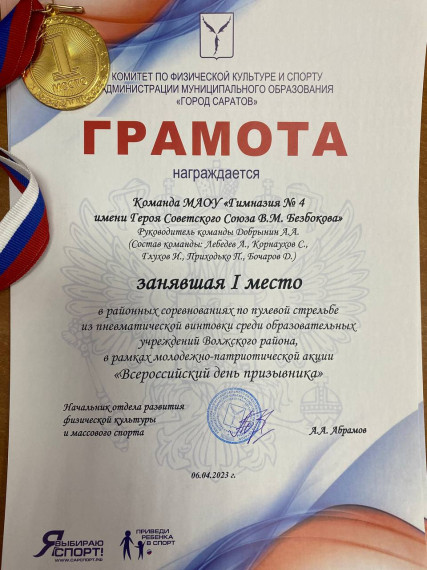 1
МЕСТО
КОМИТЕТ ПО ФИЗИЧЕСКОЙ КУЛЬТУРЕ И СПОРТУ
АДМИНИСТРАЦИИ МУНИЦИПАЛЬНОГО ОБРАЗОВАНИЯ
«ГОРОД САРАТОВ»
ГРАМОТА
награждается
Команда МАОУ «Гимназия № 4
имени Героя Советского Союза В.М. Безбокова»
Руководитель команды Добрынин А.А.
(Состав команды: Лебедев Л., Корнаухов С.,
Глухов И., Приходько П., Бочаров Д.)
занявшая I место
в районных соревнованиях по пулевой стрельбе
из пневматической винтовки среди образовательных
учреждений Волжского района,
в рамках молодежно-патриотической акции
«Всероссийский день призывника»
Начальник отдела развития
физической культуры
и массового спорта
А.А. Абрамов
06.04.2023 г.
Я ВЫБИРАЮ
СПОРТ!
WWW.САРСПОРТ.РФ
ПРИВЕДИ
РЕБЕНКА
В СПОРТ